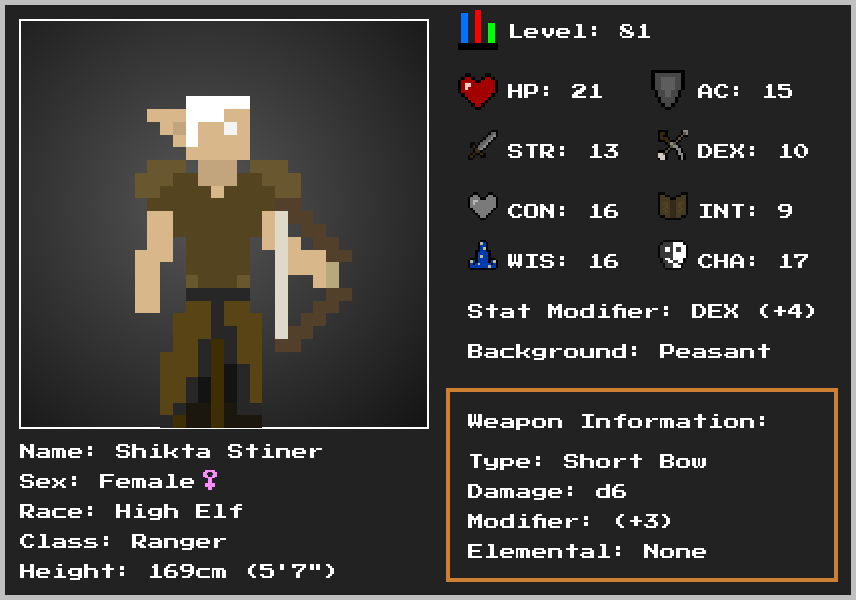 Level: 81
HP: 21
AC: 15
STR: 13
DEX: 10
CON: 16
INT: 9
WIS: 16
CHA: 17
Stat Modifier: DEX (+4)
Background: Peasant
Weapon Information:
Type: Short Bow
Damage: d6
Modifier: (+3)
Elemental: None
Name: Shikta Stiner
Sex: Female♀
Race: High Elf
Class: Ranger
Height: 169cm (5'7")